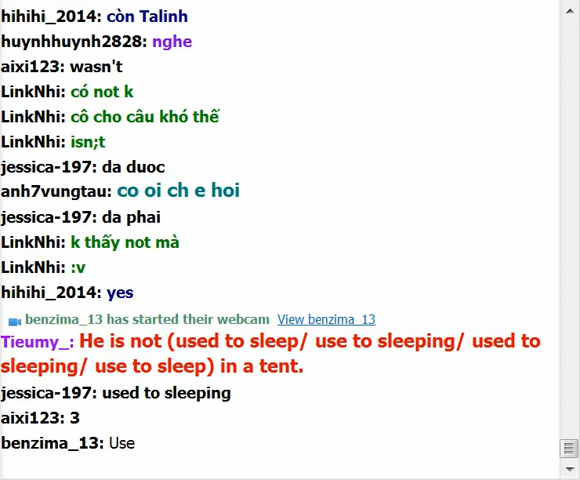 hihihi_2014: còn Talinh
huynhhuynh2828: nghe
aixi123: wasn't
LinkNhi: có not k
LinkNhi: cô cho câu khó thế
LinkNhi: isn;t
jessica-197: da duoc
anh7vungtau: co oi ch e hoi
jessica-197: da phai
LinkNhi: k thấy not mà
LinkNhi: :v
hihihi_2014: yes
benzima_13 has started their webcam View benzima_13
Tieumy_: He is not (used to sleep/ use to sleeping/ used to
sleeping/ use to sleep) in a tent.
jessica-197: used to sleeping
aixi123: 3
benzima_13: Use